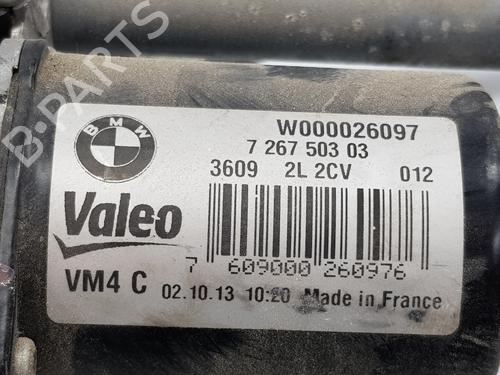 B-PARTS
BMW
W000026097
7 267 503 03
3609 2L 2CV 012
Valeo
7 609000 260976
VM4 C 02.10.13 10:20 Made in France